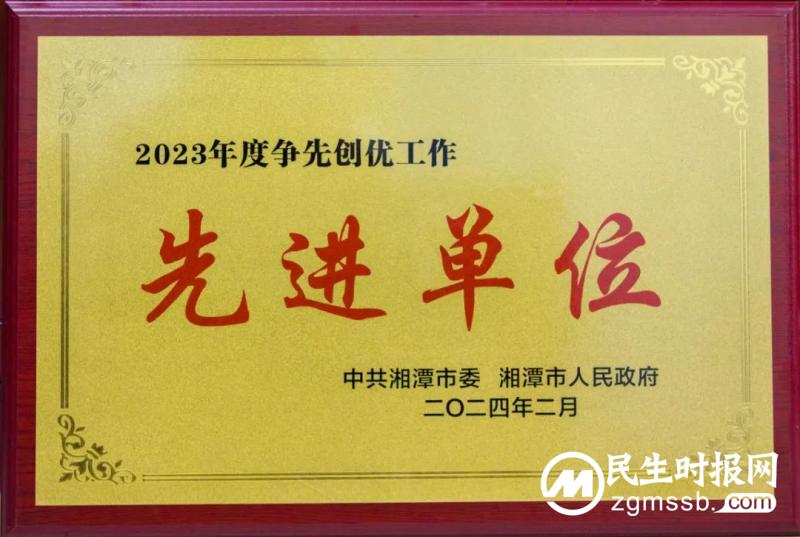 2023年度争先创优工作
先进单位
中共湘潭市委 湘潭市人民政府
二〇二四年二月
民生时报网
zgmssb.com